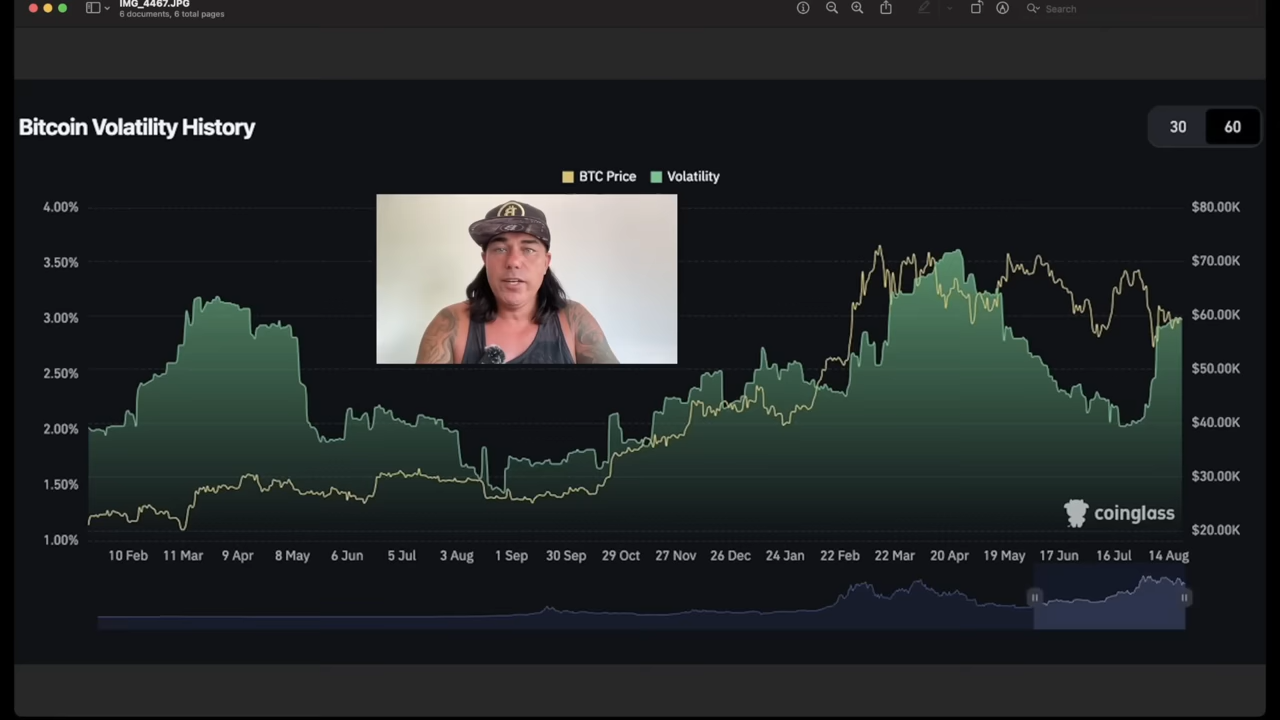 IMG_4467.JPG
6 documents, 6 total pages
Search
Bitcoin Volatility History
30 60
BTC Price Volatility
4.00% $80.00K
3.50% $70.00K
3.00% $60.00K
2.50% $50.00K
2.00% $40.00K
1.50% $30.00K
1.00% $20.00K
coinglass
10 Feb 11 Mar 9 Apr 8 May 6 Jun 5 Jul 3 Aug 1 Sep 30 Sep 29 Oct 27 Nov 26 Dec 24 Jan 22 Feb 22 Mar 20 Apr 19 May 17 Jun 16 Jul 14 Aug